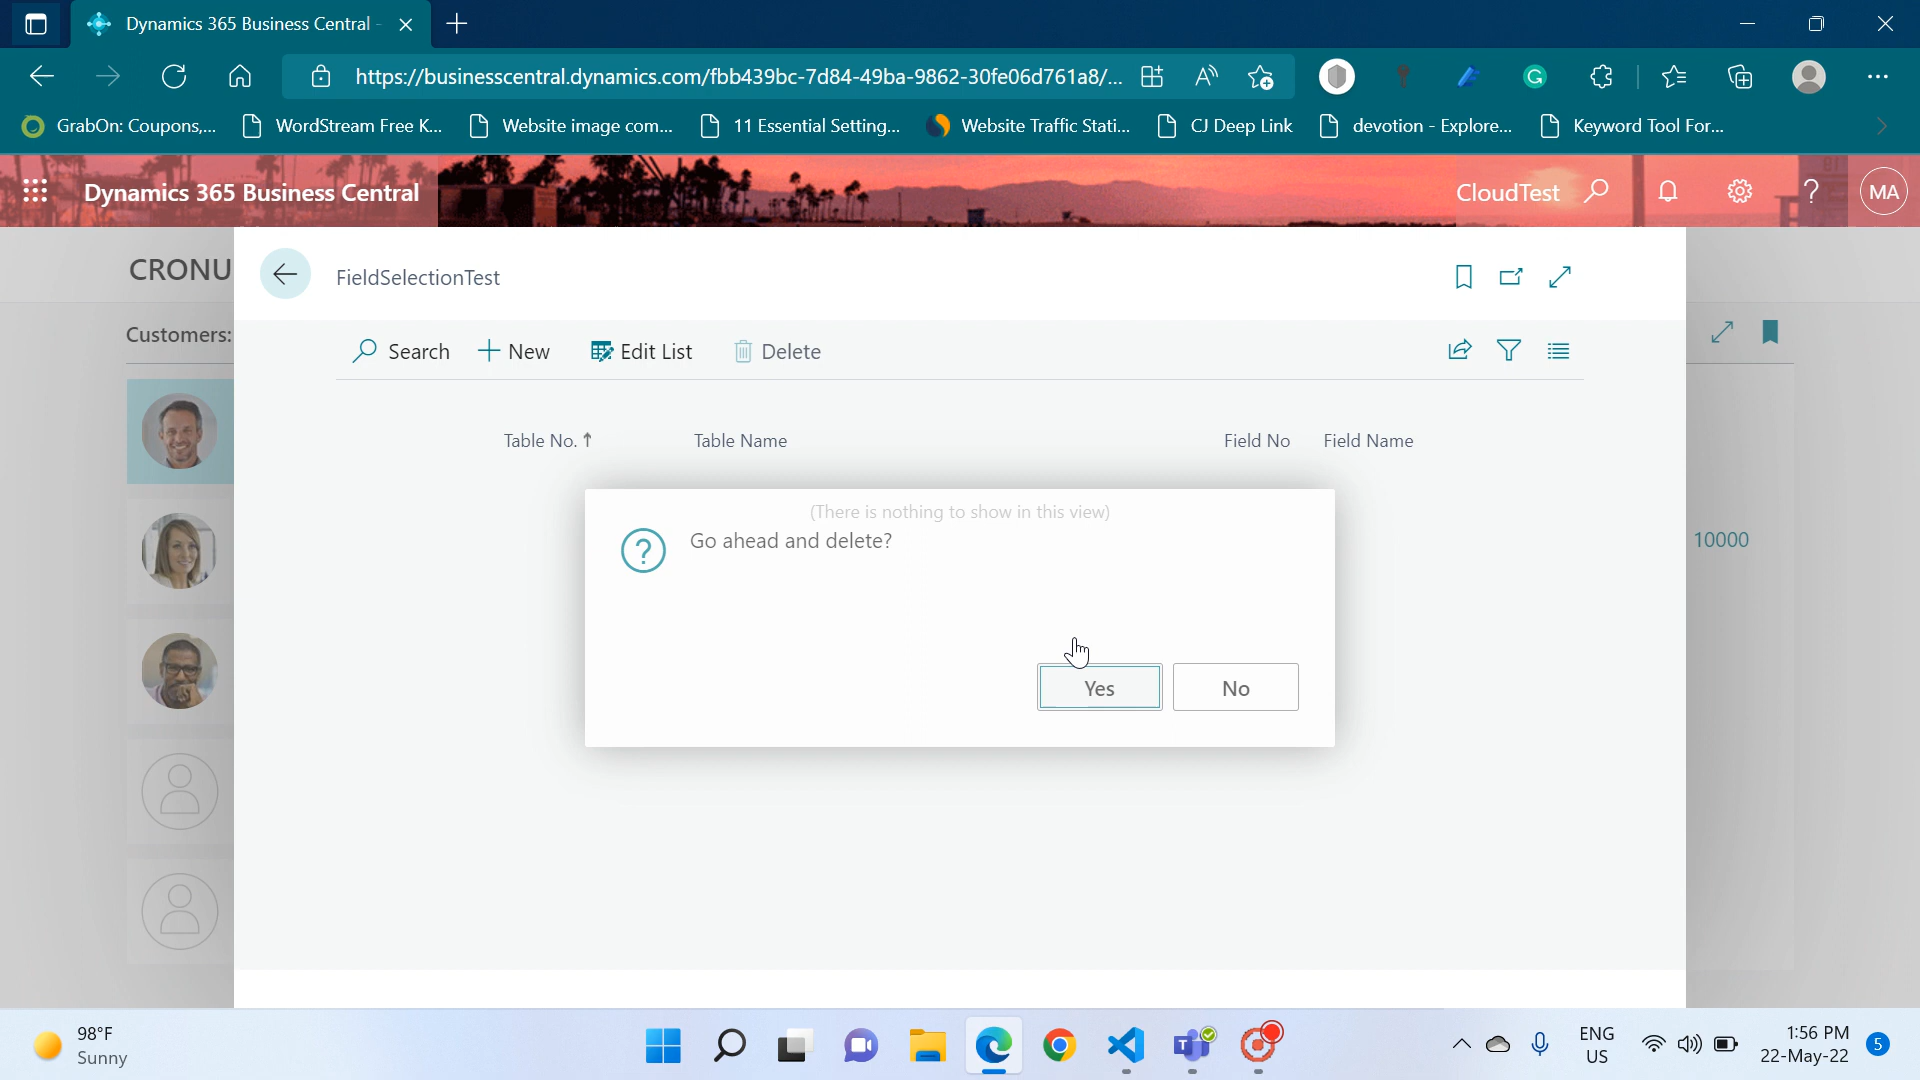 Dynamics 365 Business Central -
https://businesscentral.dynamics.com/fbb439bc-7d84-49ba-9862-30fe06d761a8/...
GrabOn: Coupons,...
WordStream Free K...
Website image com...
11 Essential Setting...
Website Traffic Stati...
CJ Deep Link
devotion - Explore...
Keyword Tool For...
Dynamics 365 Business Central
CloudTest
?
MA
CRONU
FieldSelectionTest
Customers:
Search
New
Edit List
Delete
Table No. ↑
Table Name
Field No
Field Name
(There is nothing to show in this view)
Go ahead and delete?
10000
Yes
No
98°F
Sunny
ENG
US
1:56 PM
22-May-22
5